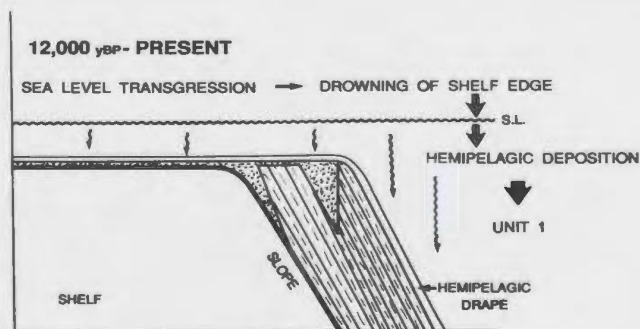 12,000 yBP - PRESENT
SEA LEVEL TRANSGRESSION → DROWNING OF SHELF EDGE
S.L.
HEMIPELAGIC DEPOSITION
UNIT 1
SLOPE
SHELF
HEMIPELAGIC
DRAPE